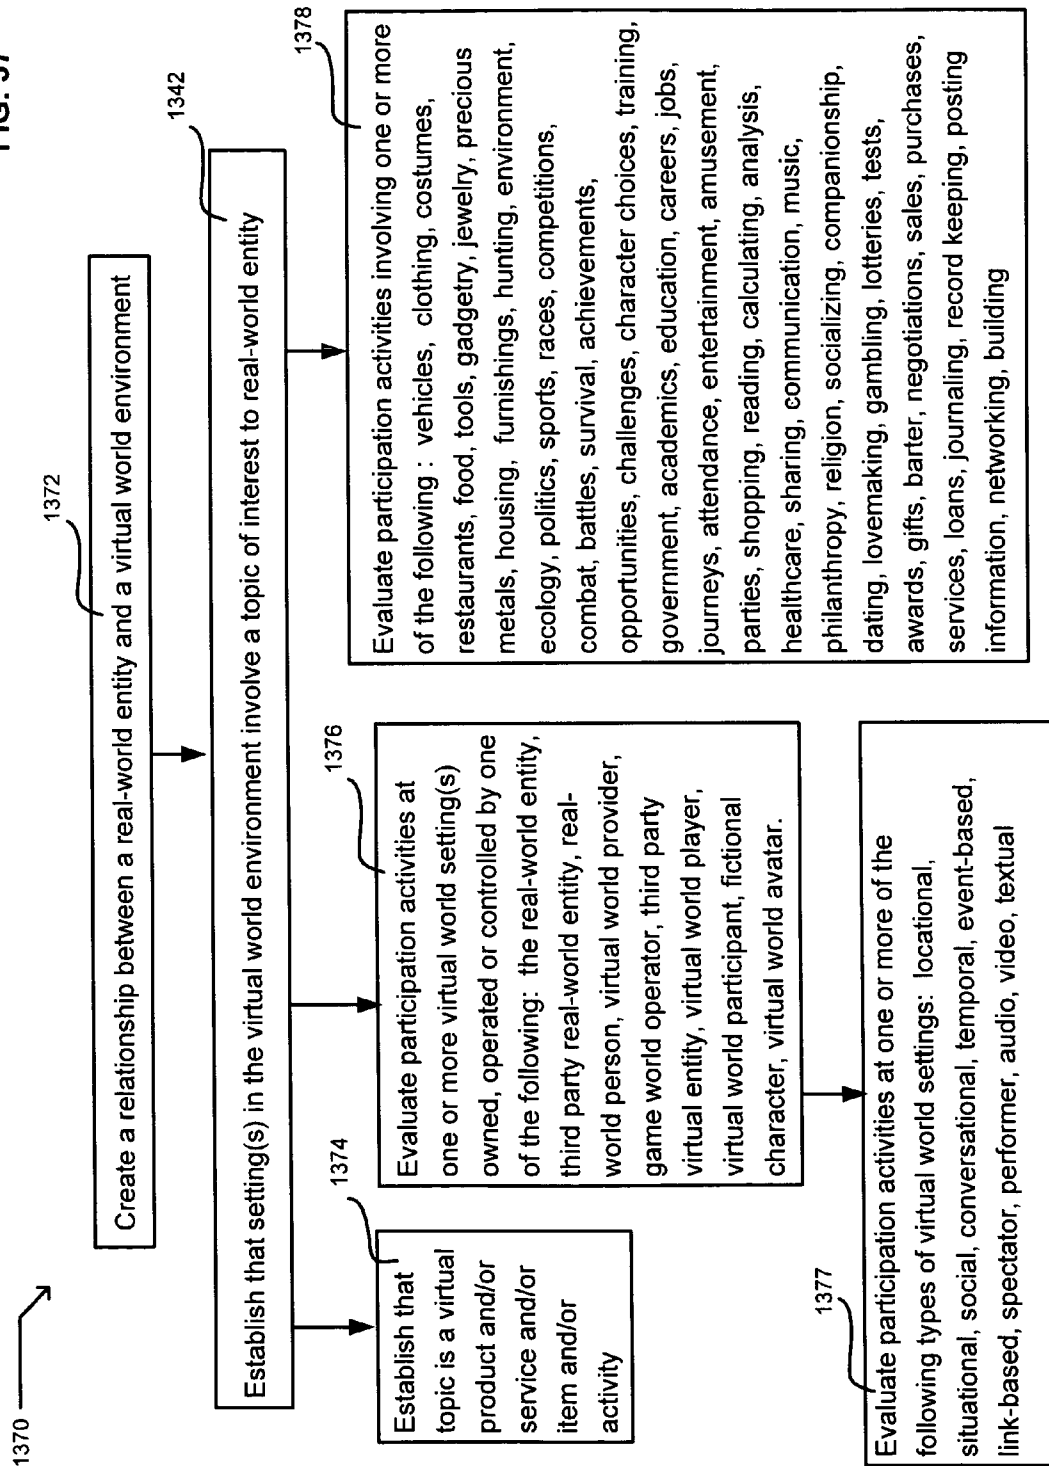 FIG. 37
1370
1372
Create a relationship between a real-world entity and a virtual world environment
1342
Establish that setting(s) in the virtual world environment involve a topic of interest to real-world entity
1374
Establish that
topic is a virtual
product and/or
service and/or
item and/or
activity
1376
Evaluate participation activities at
one or more virtual world setting(s)
owned, operated or controlled by one
of the following: the real-world entity,
third party real-world entity, real-
world person, virtual world provider,
game world operator, third party
virtual entity, virtual world player,
virtual world participant, fictional
character, virtual world avatar.
1378
Evaluate participation activities involving one or more
of the following : vehicles, clothing, costumes,
restaurants, food, tools, gadgetry, jewelry, precious
metals, housing, furnishings, hunting, environment,
ecology, politics, sports, races, competitions,
combat, battles, survival, achievements,
opportunities, challenges, character choices, training,
government, academics, education, careers, jobs,
journeys, attendance, entertainment, amusement,
parties, shopping, reading, calculating, analysis,
healthcare, sharing, communication, music,
philanthropy, religion, socializing, companionship,
dating, lovemaking, gambling, lotteries, tests,
awards, gifts, barter, negotiations, sales, purchases,
services, loans, journaling, record keeping, posting
information, networking, building
1377
Evaluate participation activities at one or more of the
following types of virtual world settings: locational,
situational, social, conversational, temporal, event-based,
link-based, spectator, performer, audio, video, textual